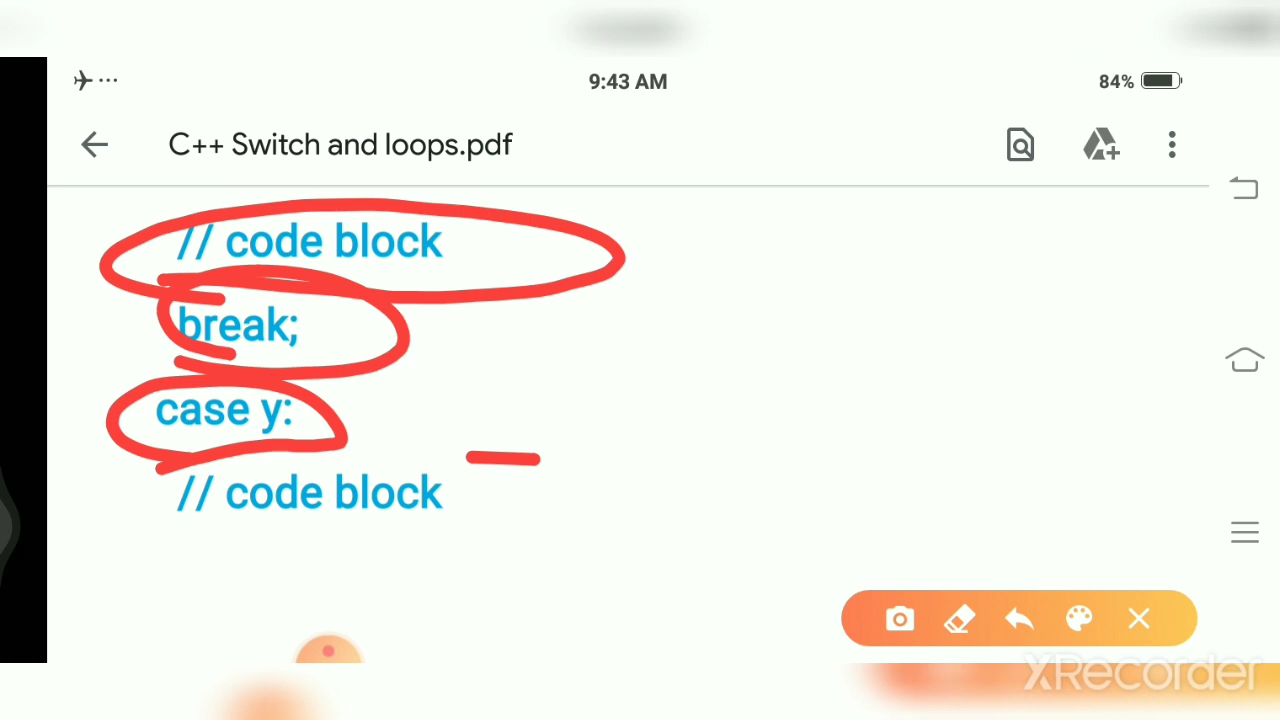 9:43 AM
84%
C++ Switch and loops.pdf
// code block
break;
case y:
// code block
XRecorder